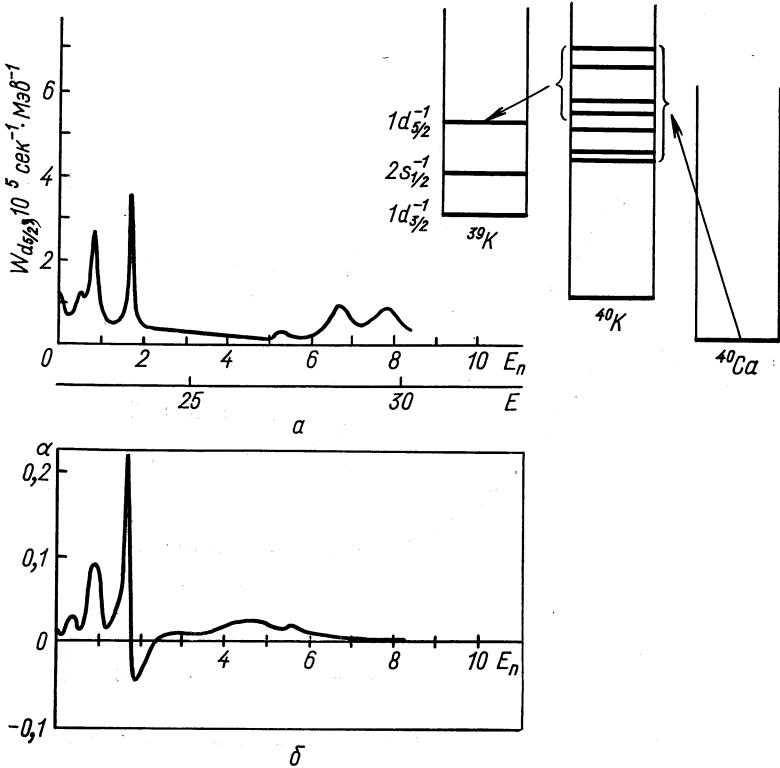 W_{d_{5/2}}, 10^5 сек^{-1}·Мэв^{-1}
6
4
2
0 2 4 6 8 10 E_n
25 30 E
а
1d_{5/2}^{-1}
2s_{1/2}^{-1}
1d_{3/2}^{-1}
^{39}K
^{40}K
^{40}Ca
α
0,2
0,1
0
4 6 8 10 E_n
-0,1
б